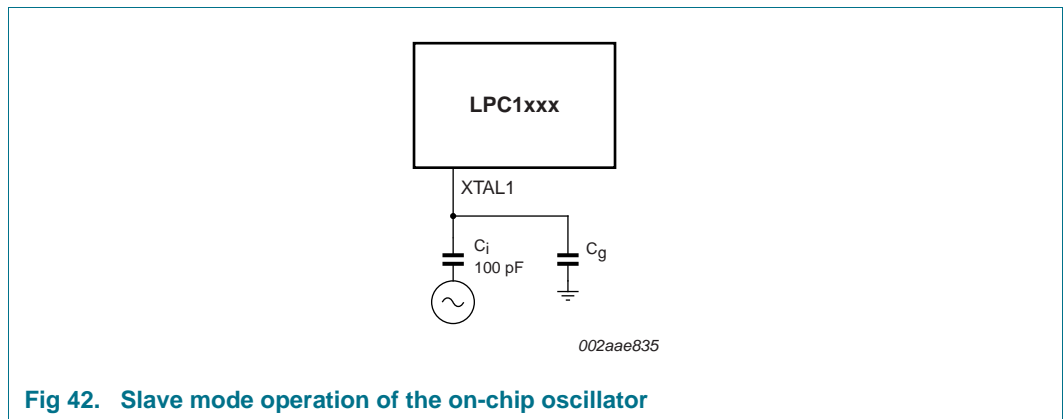 LPC1xxx
XTAL1
Ci
100 pF
Cg
002aae835
Fig 42. Slave mode operation of the on-chip oscillator